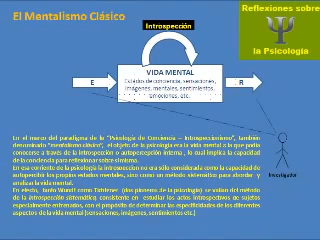 El Mentalismo Clásico
Reflexiones sobre
la Psicología
Introspección
E
VIDA MENTAL
Estados de conciencia, sensaciones,
imágenes, mentales, sentimientos,
emociones, etc.
R
Investigador
En el marco del paradigma de la "Psicología de Conciencia – Introspeccionismo", también
denominado "mentalismo clásico", el objeto de la psicología era la vida mental a la que podía
conocerse a través de la introspección o autopercepción interna, lo cual implica la capacidad
de la conciencia para reflexionar sobre sí misma.
En esa corriente de la psicología la introspección no era sólo considerada como la capacidad de
autopercibir los propios estados mentales, sino como un método sistemático para abordar y
analizar la vida mental.
En efecto, tanto Wundt como Titchener (dos pioneros de la psicología) se valían del método
de la introspección sistemática, consistente en estudiar los actos introspectivos de sujetos
especialmente entrenados, con el propósito de determinar las especificidades de los diferentes
aspectos de la vida mental (sensaciones, imágenes, sentimientos, etc.)